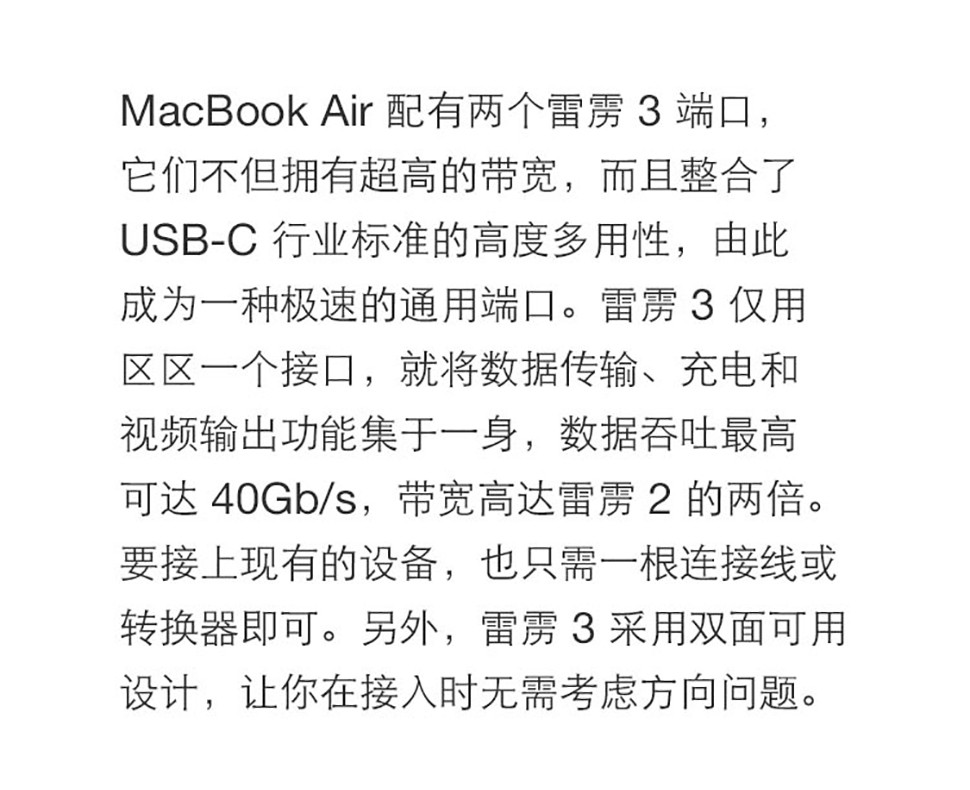 MacBook Air 配有两个雷雳 3 端口，
它们不但拥有超高的带宽，而且整合了
USB-C 行业标准的高度多用性，由此
成为一种极速的通用端口。雷雳 3 仅用
区区一个接口，就将数据传输、充电和
视频输出功能集于一身，数据吞吐最高
可达 40Gb/s，带宽高达雷雳 2 的两倍。
要接上现有的设备，也只需一根连接线或
转换器即可。另外，雷雳 3 采用双面可用
设计，让你在接入时无需考虑方向问题。